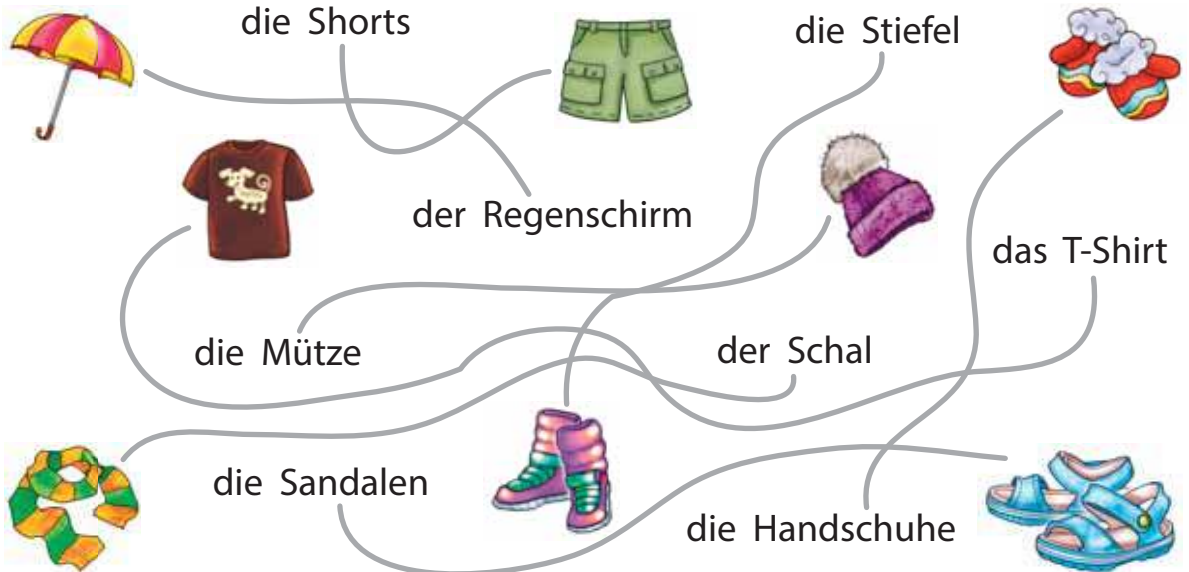 die Shorts
die Stiefel
der Regenschirm
das T-Shirt
die Mütze
der Schal
die Sandalen
die Handschuhe